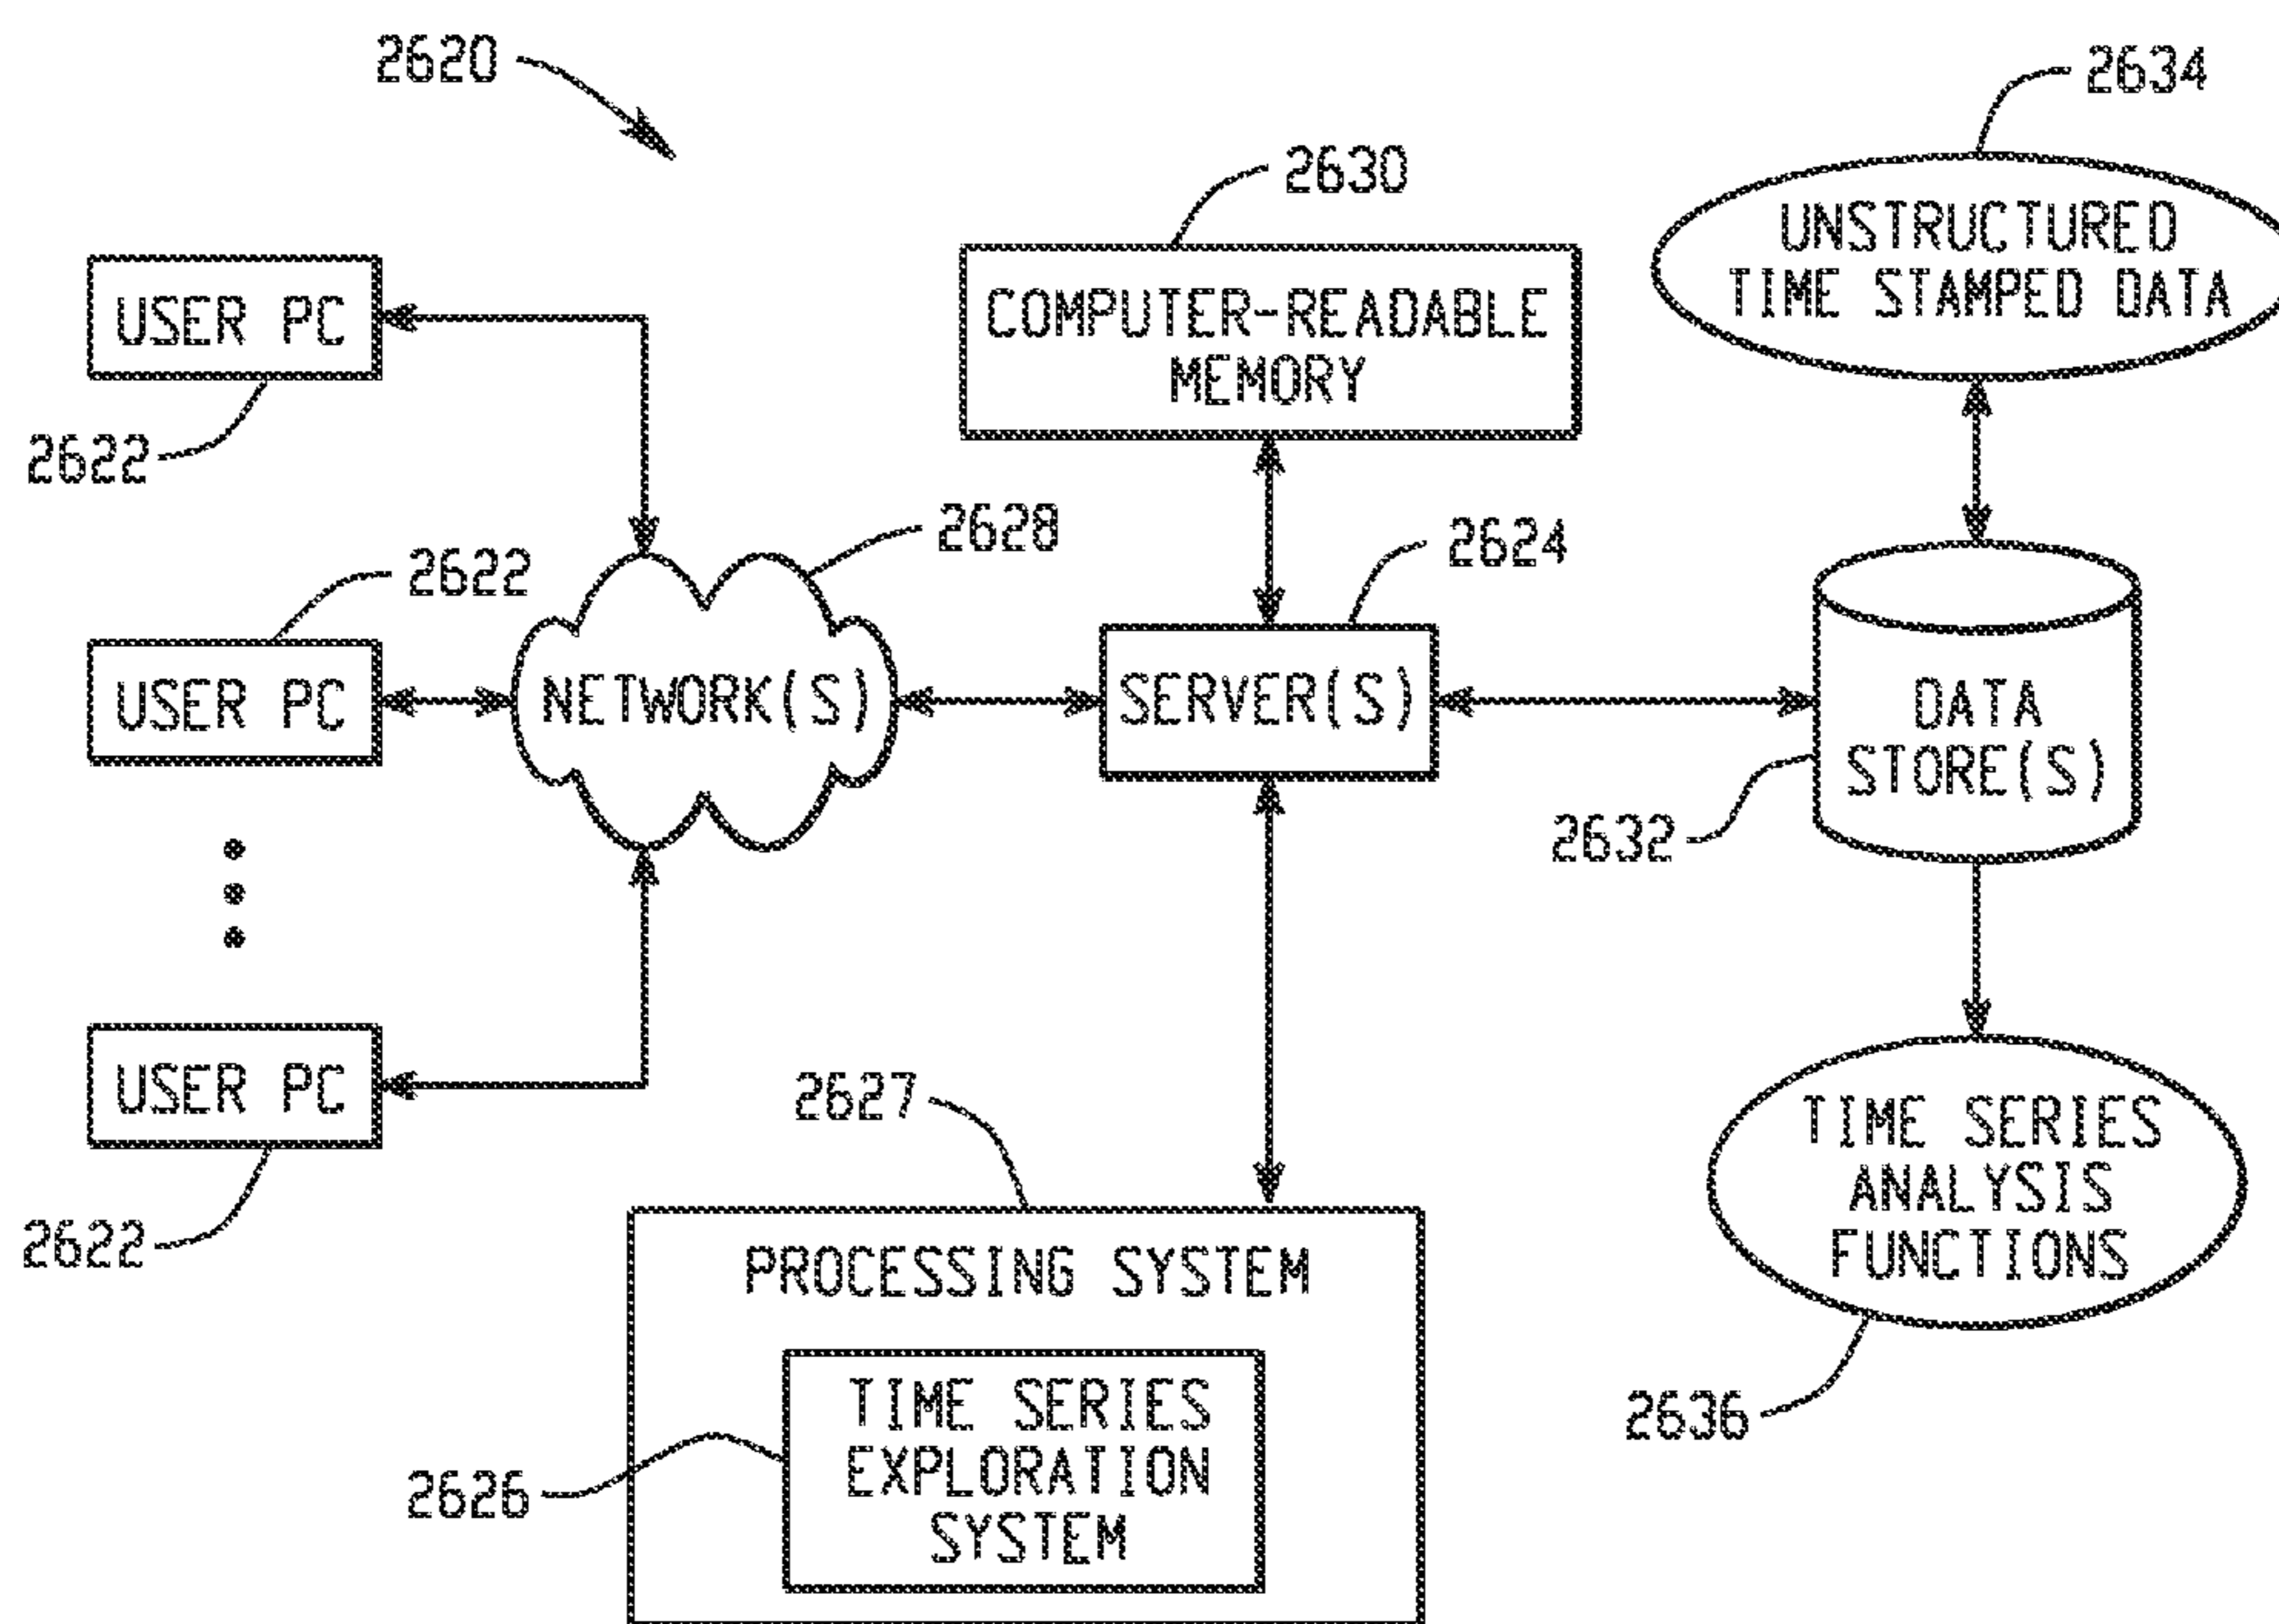 2620
2634
2630
UNSTRUCTURED
TIME STAMPED DATA
USER PC
COMPUTER-READABLE
MEMORY
2622
2628
2624
2622
USER PC
NETWORK(S)
SERVER(S)
DATA
STORE(S)
2632
USER PC
2627
TIME SERIES
ANALYSIS
FUNCTIONS
2622
PROCESSING SYSTEM
2636
TIME SERIES
EXPLORATION
SYSTEM
2626